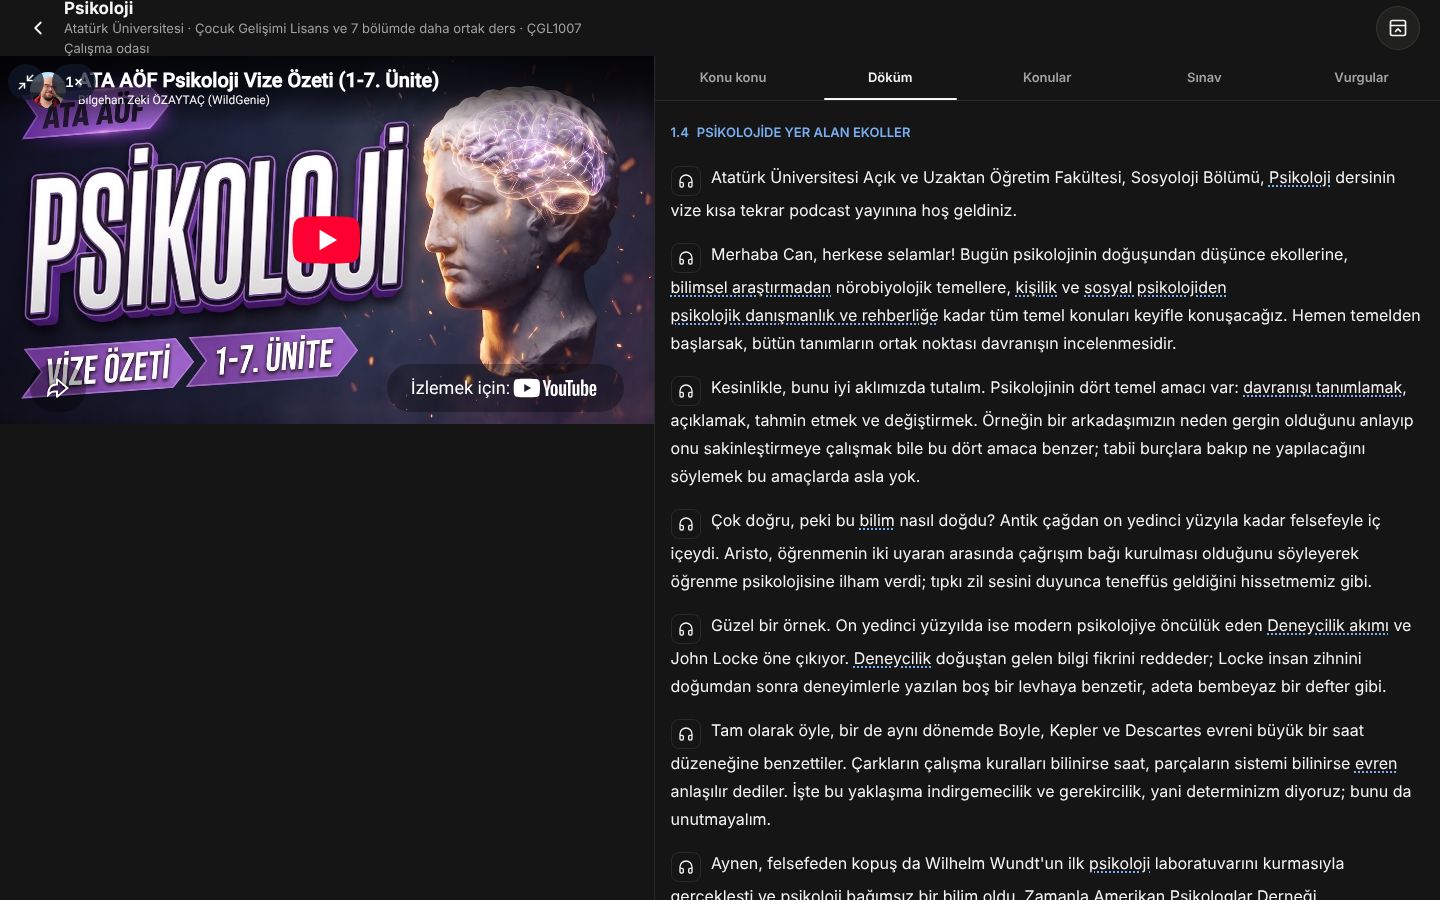 Psikoloji
Atatürk Üniversitesi · Çocuk Gelişimi Lisans ve 7 bölümde daha ortak ders · ÇGL1007
Çalışma odası
1×
ATA AÖF Psikoloji Vize Özeti (1-7. Ünite)
Bilgehan Zeki ÖZAYTAÇ (WildGenie)
ATA AÖF
PSİKOLOJİ
VİZE ÖZETİ
1-7. ÜNİTE
İzlemek için: YouTube
Konu konu
Döküm
Konular
Sınav
Vurgular
1.4 PSİKOLOJİDE YER ALAN EKOLLER
Atatürk Üniversitesi Açık ve Uzaktan Öğretim Fakültesi, Sosyoloji Bölümü, Psikoloji dersinin
vize kısa tekrar podcast yayınına hoş geldiniz.
Merhaba Can, herkese selamlar! Bugün psikolojinin doğuşundan düşünce ekollerine,
bilimsel araştırmadan nörobiyolojik temellere, kişilik ve sosyal psikolojiden
psikolojik danışmanlık ve rehberliğe kadar tüm temel konuları keyifle konuşacağız. Hemen temelden
başlarsak, bütün tanımların ortak noktası davranışın incelenmesidir.
Kesinlikle, bunu iyi aklımızda tutalım. Psikolojinin dört temel amacı var: davranışı tanımlamak,
açıklamak, tahmin etmek ve değiştirmek. Örneğin bir arkadaşımızın neden gergin olduğunu anlayıp
onu sakinleştirmeye çalışmak bile bu dört amaca benzer; tabii burçlara bakıp ne yapılacağını
söylemek bu amaçlarda asla yok.
Çok doğru, peki bu bilim nasıl doğdu? Antik çağdan on yedinci yüzyıla kadar felsefeyle iç
içeydi. Aristo, öğrenmenin iki uyaran arasında çağrışım bağı kurulması olduğunu söyleyerek
öğrenme psikolojisine ilham verdi; tıpkı zil sesini duyunca teneffüs geldiğini hissetmemiz gibi.
Güzel bir örnek. On yedinci yüzyılda ise modern psikolojiye öncülük eden Deneycilik akımı ve
John Locke öne çıkıyor. Deneycilik doğuştan gelen bilgi fikrini reddeder; Locke insan zihnini
doğumdan sonra deneyimlerle yazılan boş bir levhaya benzetir, adeta bembeyaz bir defter gibi.
Tam olarak öyle, bir de aynı dönemde Boyle, Kepler ve Descartes evreni büyük bir saat
düzeneğine benzettiler. Çarkların çalışma kuralları bilinirse saat, parçaların sistemi bilinirse evren
anlaşılır dediler. İşte bu yaklaşıma indirgemecilik ve gerekircilik, yani determinizm diyoruz; bunu da
unutmayalım.
Aynen, felsefeden kopuş da Wilhelm Wundt'un ilk psikoloji laboratuvarını kurmasıyla
gerçekleşti ve psikoloji bağımsız bir bilim oldu. Zamanla Amerikan Psikologlar Derneği